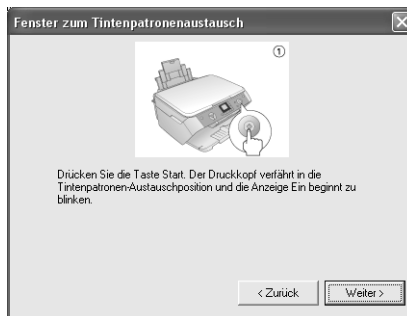 Fenster zum Tintenpatronenaustausch
1
Drücken Sie die Taste Start. Der Druckkopf verfährt in die
Tintenpatronen-Austauschposition und die Anzeige Ein beginnt zu
blinken.
< Zurück
Weiter >